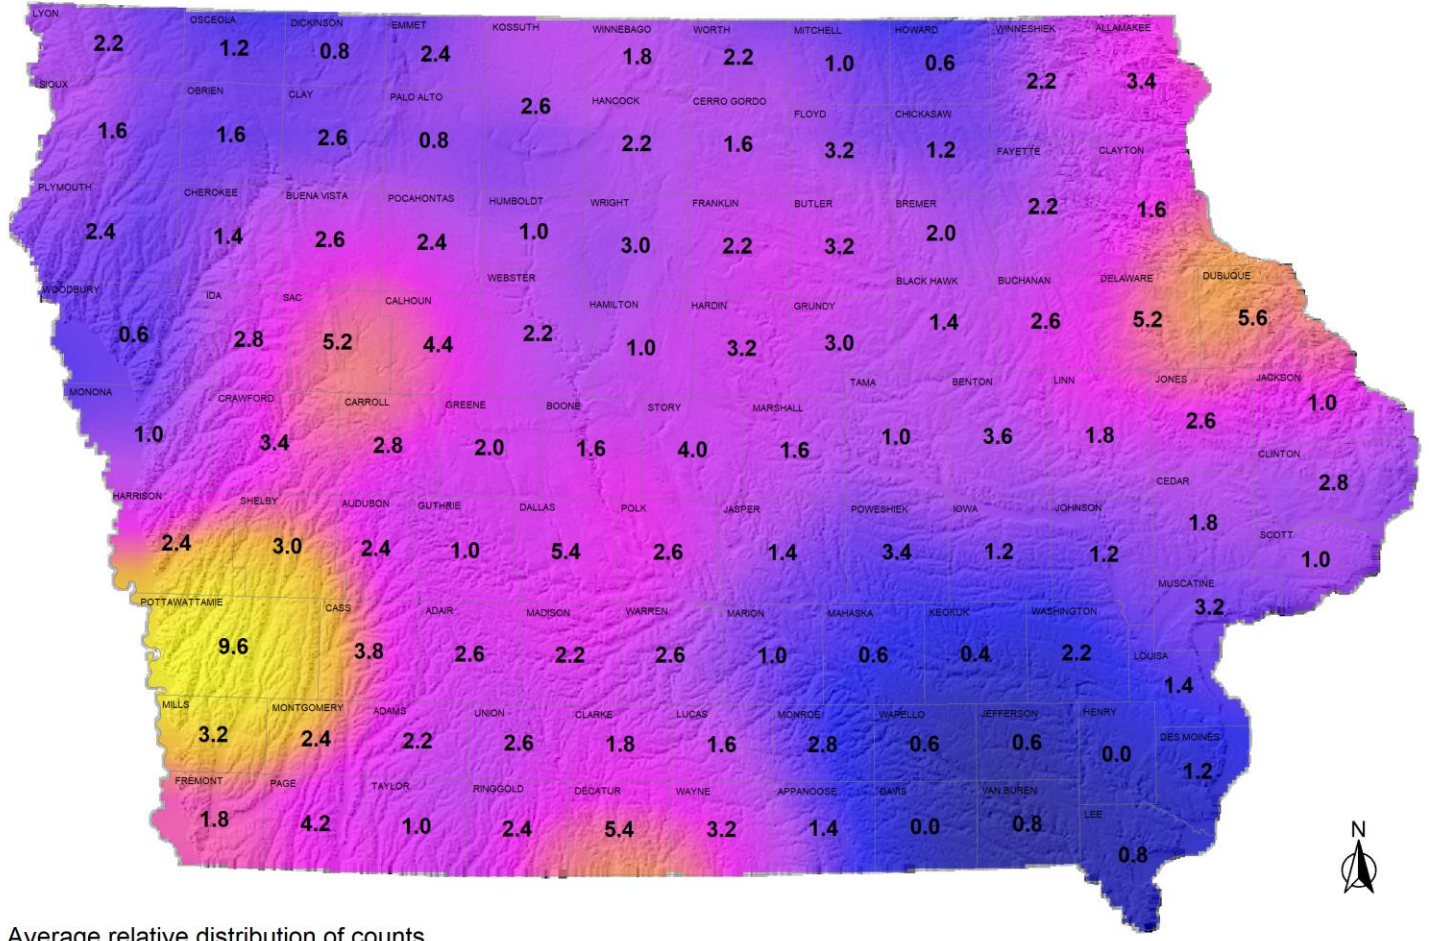 LYON OSCEOLA DICKINSON EMMET KOSSUTH WINNEBAGO WORTH MITCHELL HOWARD WINNESHIEK ALLAMAKEE
2.2 1.2 0.8 2.4 1.8 2.2 1.0 0.6 2.2 3.4
SIOUX OBRIEN CLAY PALO ALTO 2.6 HANCOCK CERRO GORDO FLOYD CHICKASAW
1.6 1.6 2.6 0.8 2.2 1.6 3.2 1.2 FAYETTE CLAYTON
PLYMOUTH CHEROKEE BUENA VISTA POCAHONTAS HUMBOLDT WRIGHT FRANKLIN BUTLER BREMER 2.2 1.6
2.4 1.4 2.6 2.4 1.0 3.0 2.2 3.2 2.0
WOODBURY IDA SAC CALHOUN WEBSTER HAMILTON HARDIN GRUNDY BLACK HAWK BUCHANAN DELAWARE DUBUQUE
0.6 2.8 5.2 4.4 2.2 1.0 3.2 3.0 1.4 2.6 5.2 5.6
MONONA CRAWFORD CARROLL GREENE BOONE STORY MARSHALL TAMA BENTON LINN JONES JACKSON
1.0 3.4 2.8 2.0 1.6 4.0 1.6 1.0 3.6 1.8 2.6 1.0
CLINTON
2.8
HARRISON SHELBY AUDUBON GUTHRIE DALLAS POLK JASPER POWESHIEK IOWA JOHNSON CEDAR SCOTT
2.4 3.0 2.4 1.0 5.4 2.6 1.4 3.4 1.2 1.2 1.8 1.0
MUSCATINE
3.2
POTTAWATTAMIE CASS ADAIR MADISON WARREN MARION MAHASKA KEOKUK WASHINGTON LOUISA
9.6 3.8 2.6 2.2 2.6 1.0 0.6 0.4 2.2 1.4
MILLS MONTGOMERY ADAMS UNION CLARKE LUCAS MONROE WAPELLO JEFFERSON HENRY DES MOINES
3.2 2.4 2.2 2.6 1.8 1.6 2.8 0.6 0.6 0.0 1.2
FREMONT PAGE TAYLOR RINGGOLD DECATUR WAYNE APPANOOSE DAVIS VAN BUREN LEE
1.8 4.2 1.0 2.4 5.4 3.2 1.4 0.0 0.8 0.8
N
Average relative distribution of counts